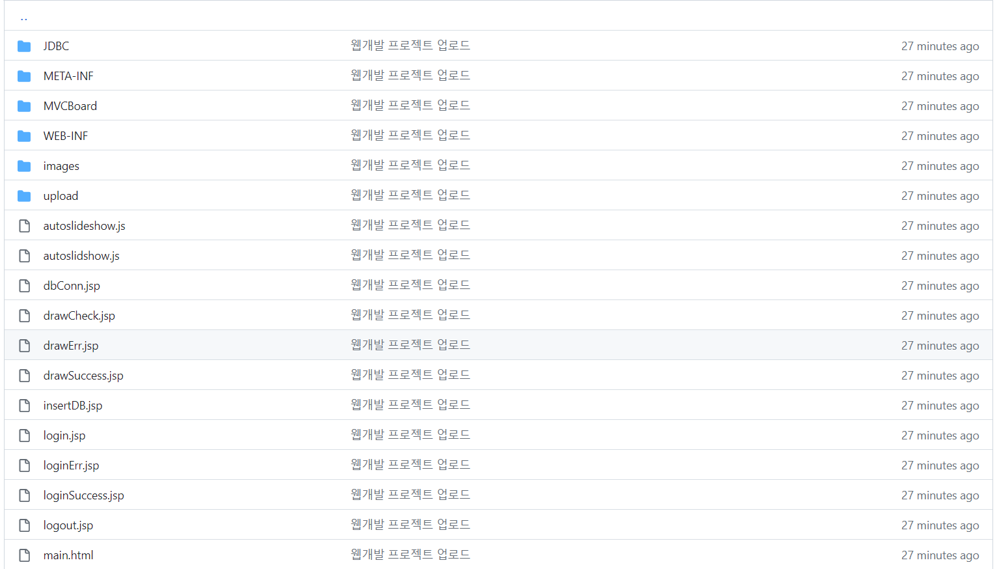 ..
JDBC 웹개발 프로젝트 업로드 27 minutes ago
META-INF 웹개발 프로젝트 업로드 27 minutes ago
MVCBoard 웹개발 프로젝트 업로드 27 minutes ago
WEB-INF 웹개발 프로젝트 업로드 27 minutes ago
images 웹개발 프로젝트 업로드 27 minutes ago
upload 웹개발 프로젝트 업로드 27 minutes ago
autoslideshow.js 웹개발 프로젝트 업로드 27 minutes ago
autoslidshow.js 웹개발 프로젝트 업로드 27 minutes ago
dbConn.jsp 웹개발 프로젝트 업로드 27 minutes ago
drawCheck.jsp 웹개발 프로젝트 업로드 27 minutes ago
drawErr.jsp 웹개발 프로젝트 업로드 27 minutes ago
drawSuccess.jsp 웹개발 프로젝트 업로드 27 minutes ago
insertDB.jsp 웹개발 프로젝트 업로드 27 minutes ago
login.jsp 웹개발 프로젝트 업로드 27 minutes ago
loginErr.jsp 웹개발 프로젝트 업로드 27 minutes ago
loginSuccess.jsp 웹개발 프로젝트 업로드 27 minutes ago
logout.jsp 웹개발 프로젝트 업로드 27 minutes ago
main.html 웹개발 프로젝트 업로드 27 minutes ago